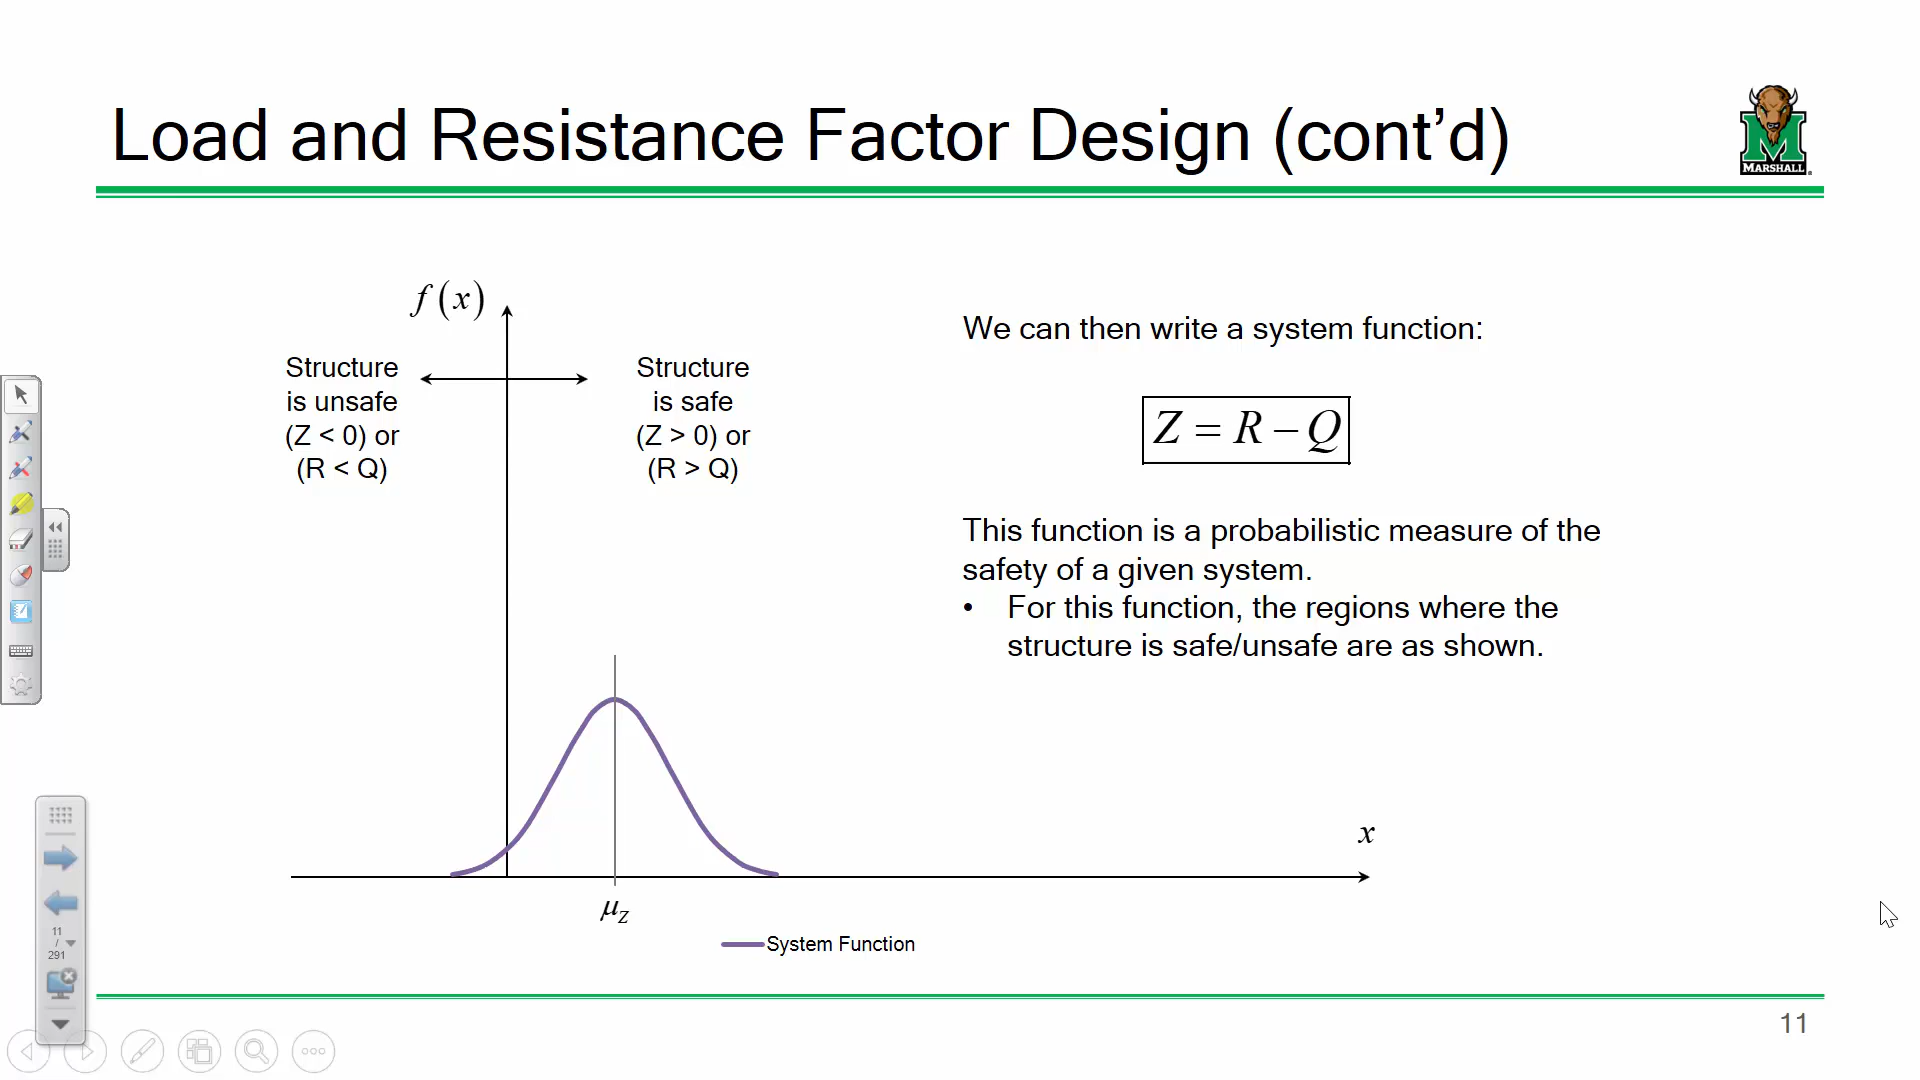 Load and Resistance Factor Design (cont’d)
MARSHALL
f(x)
Structure
is unsafe
(Z < 0) or
(R < Q)
Structure
is safe
(Z > 0) or
(R > Q)
We can then write a system function:
Z = R − Q
This function is a probabilistic measure of the
safety of a given system.
• For this function, the regions where the
structure is safe/unsafe are as shown.
x
μZ
System Function
11
/
291
11